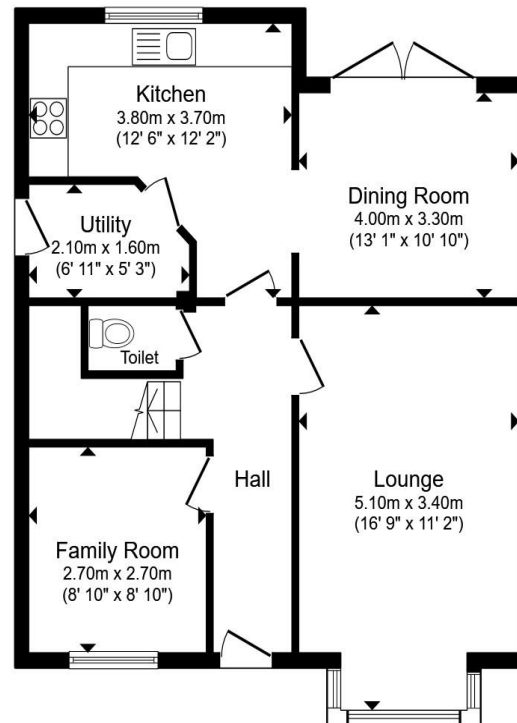 Kitchen
3.80m x 3.70m
(12' 6" x 12' 2")
Dining Room
4.00m x 3.30m
(13' 1" x 10' 10")
Utility
2.10m x 1.60m
(6' 11" x 5' 3")
Toilet
Hall
Lounge
5.10m x 3.40m
(16' 9" x 11' 2")
Family Room
2.70m x 2.70m
(8' 10" x 8' 10")